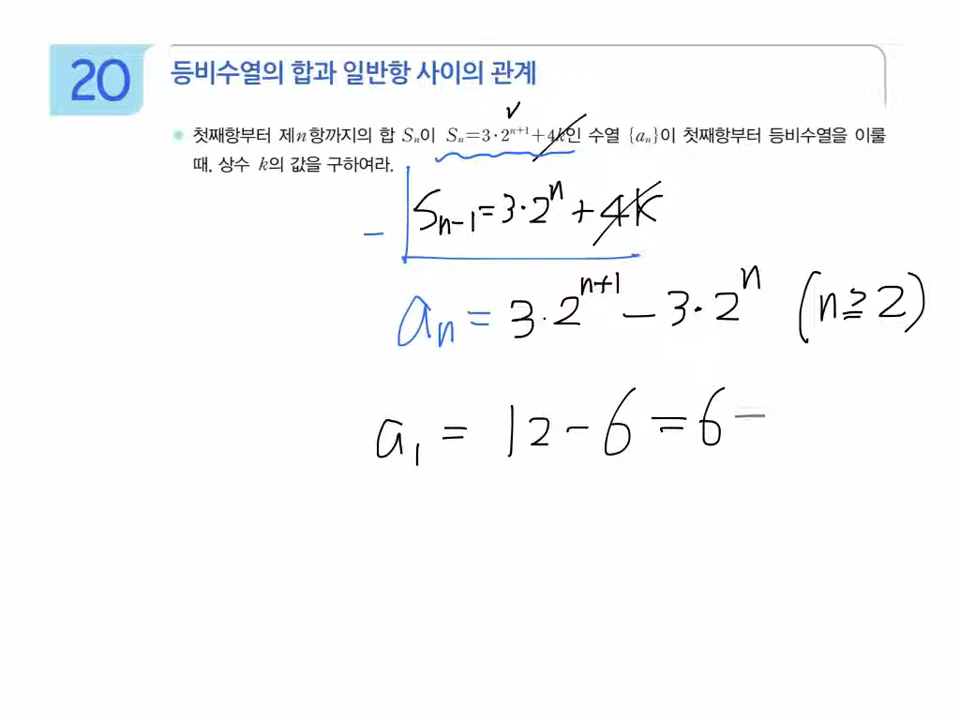 20 등비수열의 합과 일반항 사이의 관계
첫째항부터 제n항까지의 합 Sₙ이 Sₙ=3·2ⁿ⁺¹+4k인 수열 {aₙ}이 첫째항부터 등비수열을 이룰
때, 상수 k의 값을 구하여라.
Sₙ₋₁=3·2ⁿ+4k
−
aₙ = 3·2ⁿ⁺¹ − 3·2ⁿ (n≧2)
a₁ = 12−6=6=